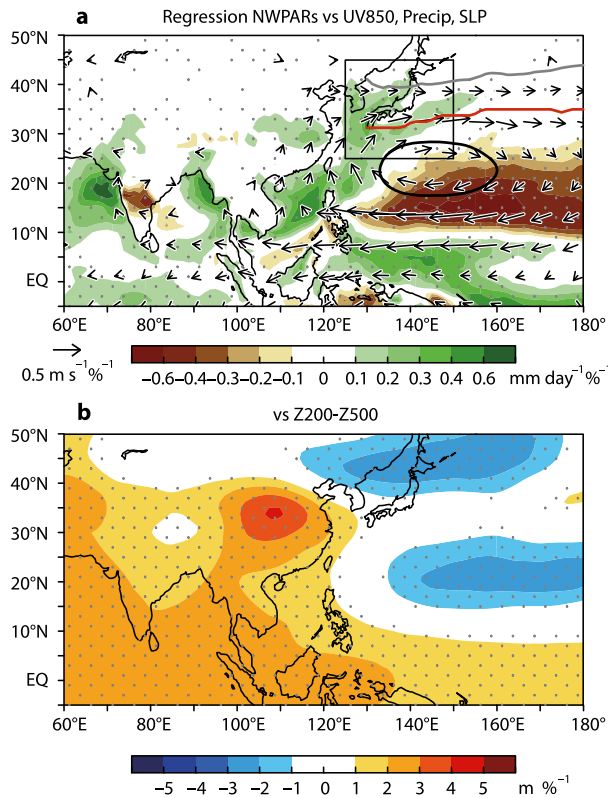 a Regression NWPARs vs UV850, Precip, SLP
50°N
40°N
30°N
20°N
10°N
EQ
60°E 80°E 100°E 120°E 140°E 160°E 180°
0.5 m s⁻¹%⁻¹
−0.6−0.4−0.3−0.2−0.1 0 0.1 0.2 0.3 0.4 0.6 mm day⁻¹%⁻¹
b vs Z200-Z500
50°N
40°N
30°N
20°N
10°N
EQ
60°E 80°E 100°E 120°E 140°E 160°E 180°
−5 −4 −3 −2 −1 0 1 2 3 4 5 m %⁻¹